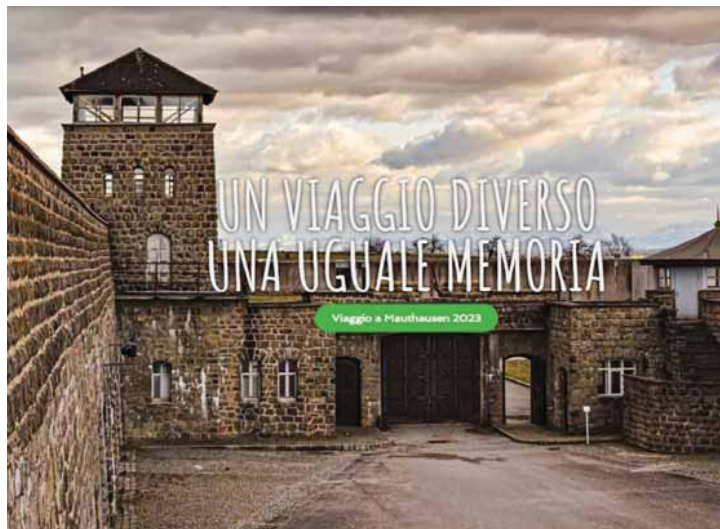 UN VIAGGIO DIVERSO
UNA UGUALE MEMORIA
Viaggio a Mauthausen 2023